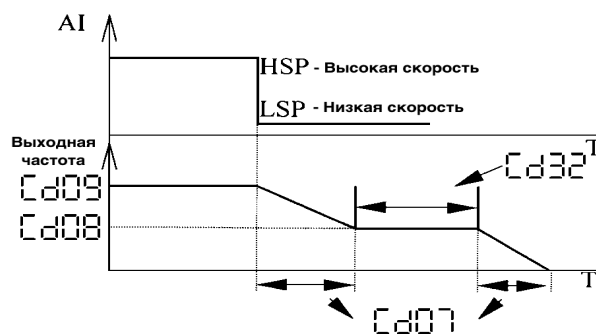 AI
HSP - Высокая скорость
LSP - Низкая скорость
T
Выходная
частота
Cd32
Cd09
Cd08
T
Cd07